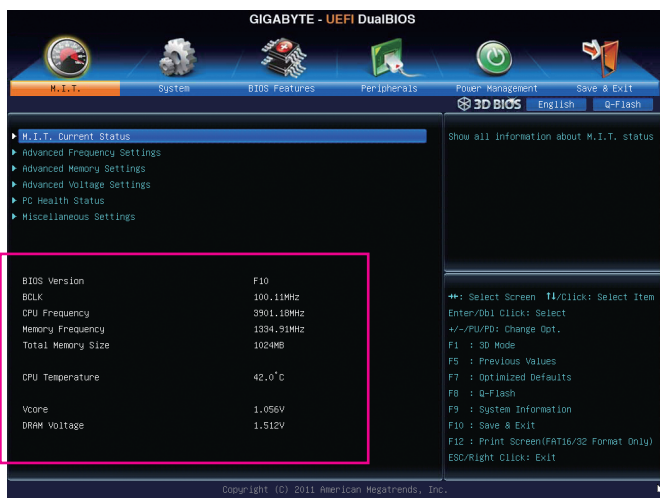 GIGABYTE - UEFI DualBIOS
M.I.T.
System
BIOS Features
Peripherals
Power Management
Save & Exit
3D BIOS
English
Q-Flash
M.I.T. Current Status
Advanced Frequency Settings
Advanced Memory Settings
Advanced Voltage Settings
PC Health Status
Miscellaneous Settings
Show all information about M.I.T. status
BIOS Version F10
BCLK 100.11MHz
CPU Frequency 3901.18MHz
Memory Frequency 1334.91MHz
Total Memory Size 1024MB
CPU Temperature 42.0°C
Vcore 1.056V
DRAM Voltage 1.512V
→←: Select Screen ↑↓/Click: Select Item
Enter/Dbl Click: Select
+/-/PU/PD: Change Opt.
F1 : 3D Mode
F5 : Previous Values
F7 : Optimized Defaults
F8 : Q-Flash
F9 : System Information
F10 : Save & Exit
F12 : Print Screen(FAT16/32 Format Only)
ESC/Right Click: Exit
Copyright (C) 2011 American Megatrends, Inc.